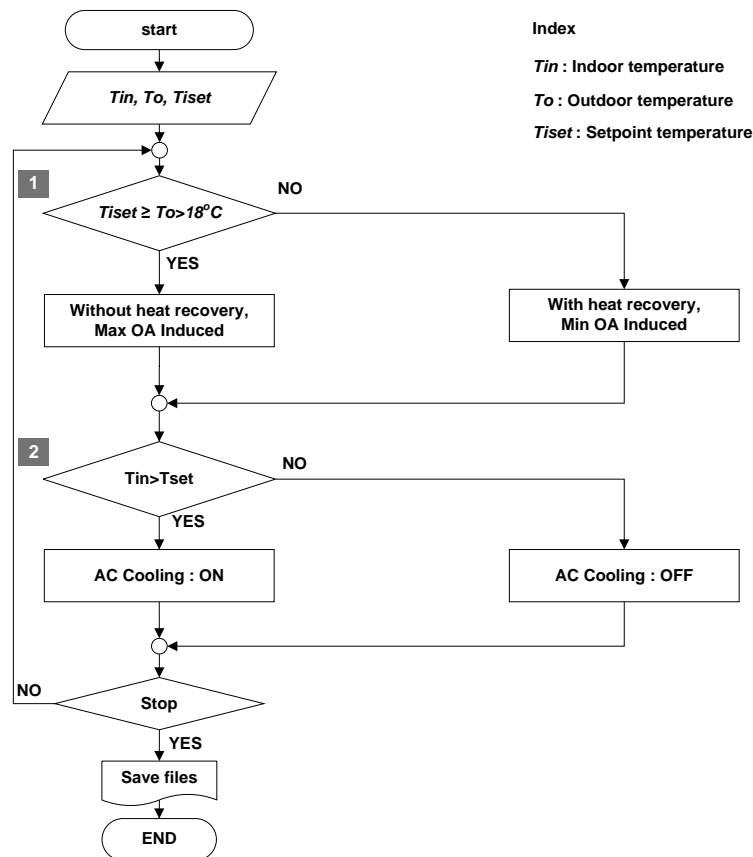 start
Index
Tin : Indoor temperature
To : Outdoor temperature
Tiset : Setpoint temperature
Tin, To, Tiset
1
NO
Tiset ≥ To>18°C
YES
Without heat recovery,
Max OA Induced
With heat recovery,
Min OA Induced
2
NO
Tin>Tset
YES
AC Cooling : ON
AC Cooling : OFF
NO
Stop
YES
Save files
END